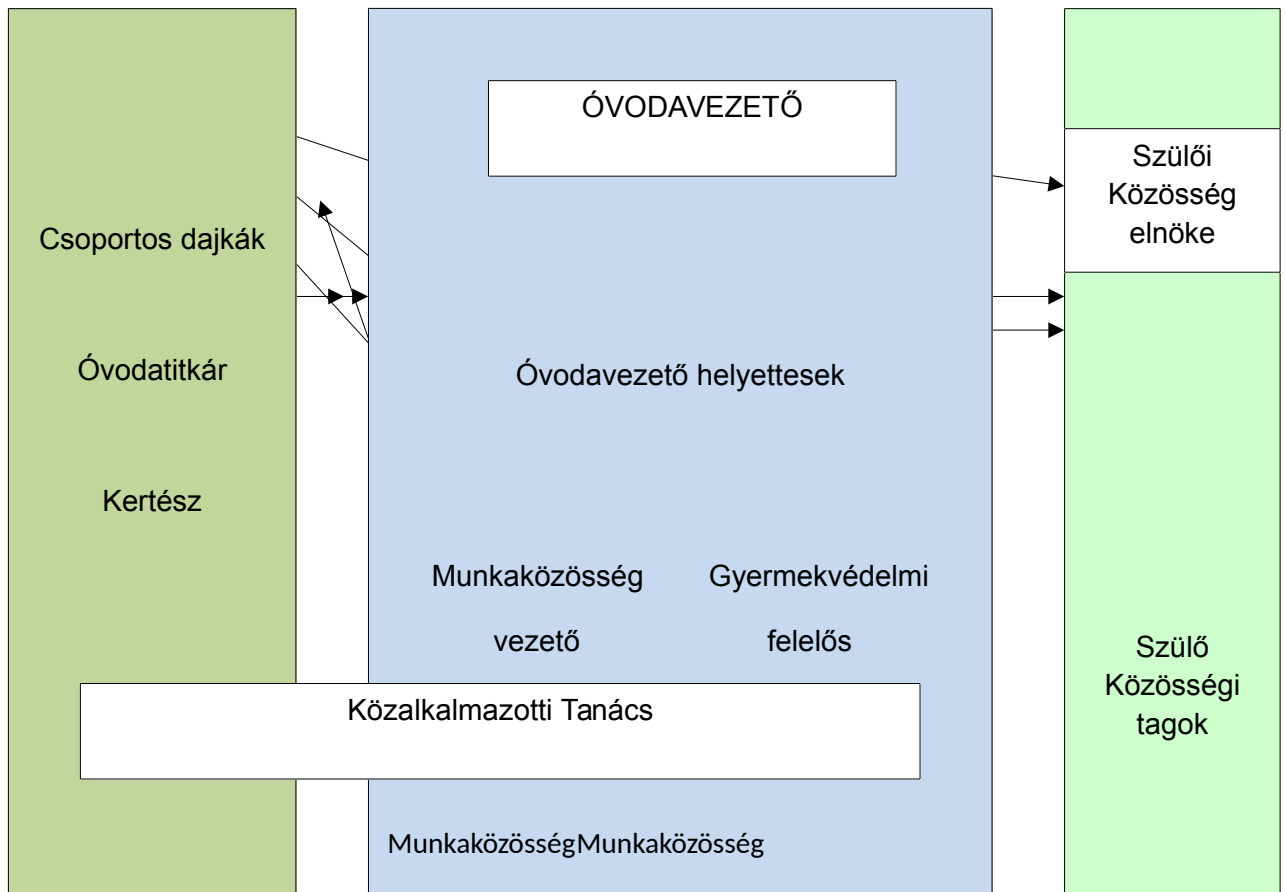 ÓVODAVEZETŐ
Szülői
Közösség
elnöke
Csoportos dajkák
Óvodatitkár
Óvodavezető helyettesek
Kertész
Munkaközösség
vezető
Gyermekvédelmi
felelős
Szülő
Közösségi
tagok
Közalkalmazotti Tanács
MunkaközösségMunkaközösség